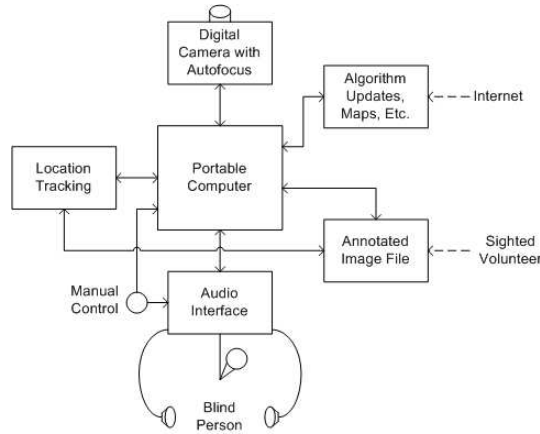 Digital
Camera with
Autofocus
Algorithm
Updates,
Maps, Etc.
Internet
Location
Tracking
Portable
Computer
Annotated
Image File
Sighted
Volunteer
Manual
Control
Audio
Interface
Blind
Person